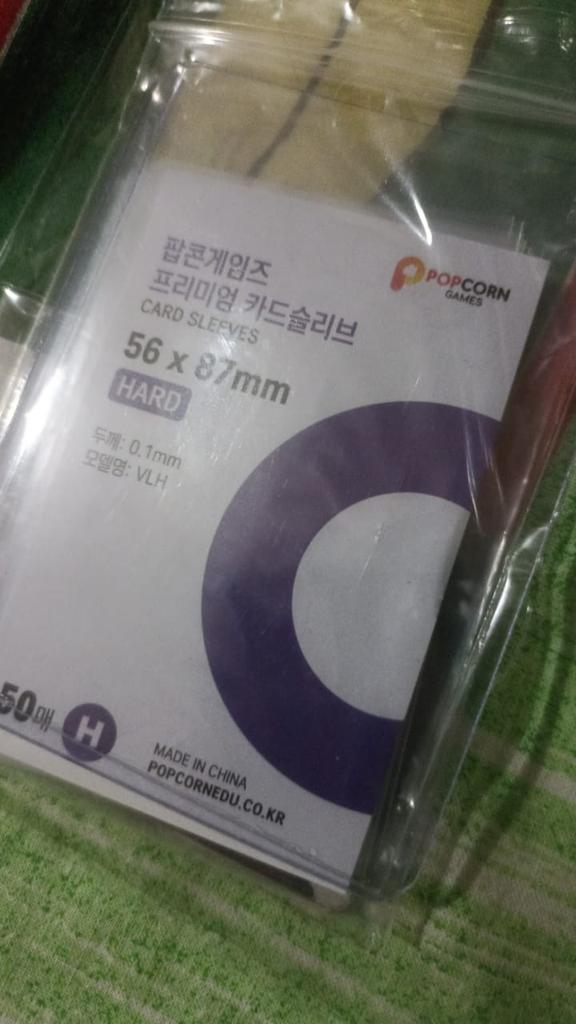 팝콘게임즈
프리미엄 카드슬리브
CARD SLEEVES
56 x 87mm
HARD
두께: 0.1mm
모델명: VLH
POPCORN
GAMES
50매
H
MADE IN CHINA
POPCORNEDU.CO.KR